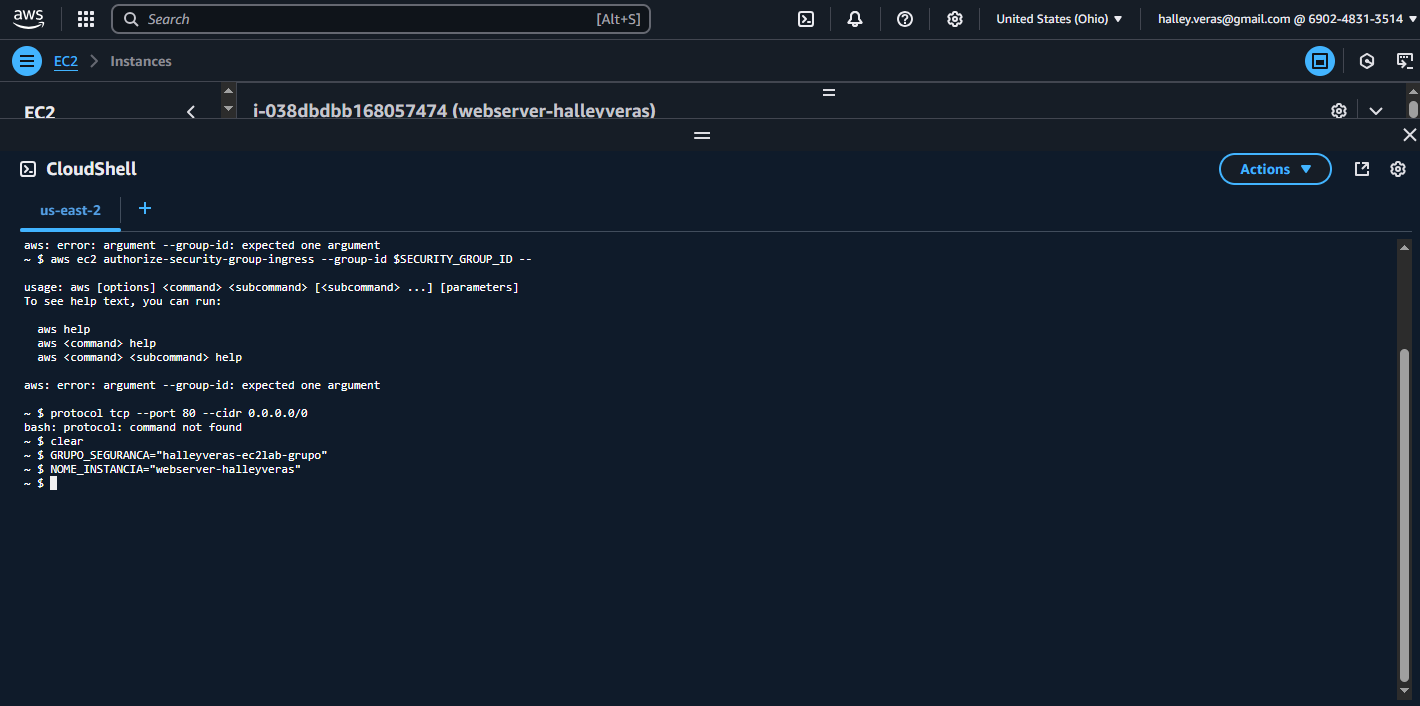 aws
Search
[Alt+S]
United States (Ohio) ▼
halley.veras@gmail.com @ 6902-4831-3514 ▼
EC2 > Instances
EC2
i-038dbdbb168057474 (webserver-halleyveras)
CloudShell
Actions ▼
us-east-2
+
aws: error: argument --group-id: expected one argument
~ $ aws ec2 authorize-security-group-ingress --group-id $SECURITY_GROUP_ID --
usage: aws [options] <command> <subcommand> [<subcommand> ...] [parameters]
To see help text, you can run:
aws help
aws <command> help
aws <command> <subcommand> help
aws: error: argument --group-id: expected one argument
~ $ protocol tcp --port 80 --cidr 0.0.0.0/0
bash: protocol: command not found
~ $ clear
~ $ GRUPO_SEGURANCA="halleyveras-ec2lab-grupo"
~ $ NOME_INSTANCIA="webserver-halleyveras"
~ $